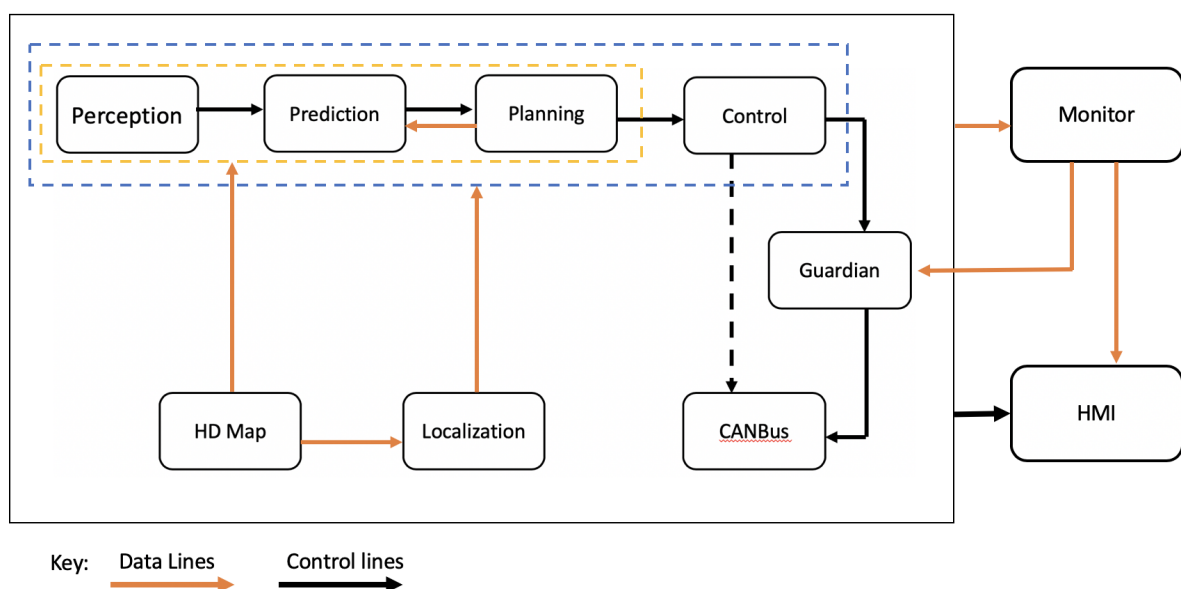 Perception
Prediction
Planning
Control
Monitor
Guardian
HD Map
Localization
CANBus
HMI
Key:
Data Lines
Control lines